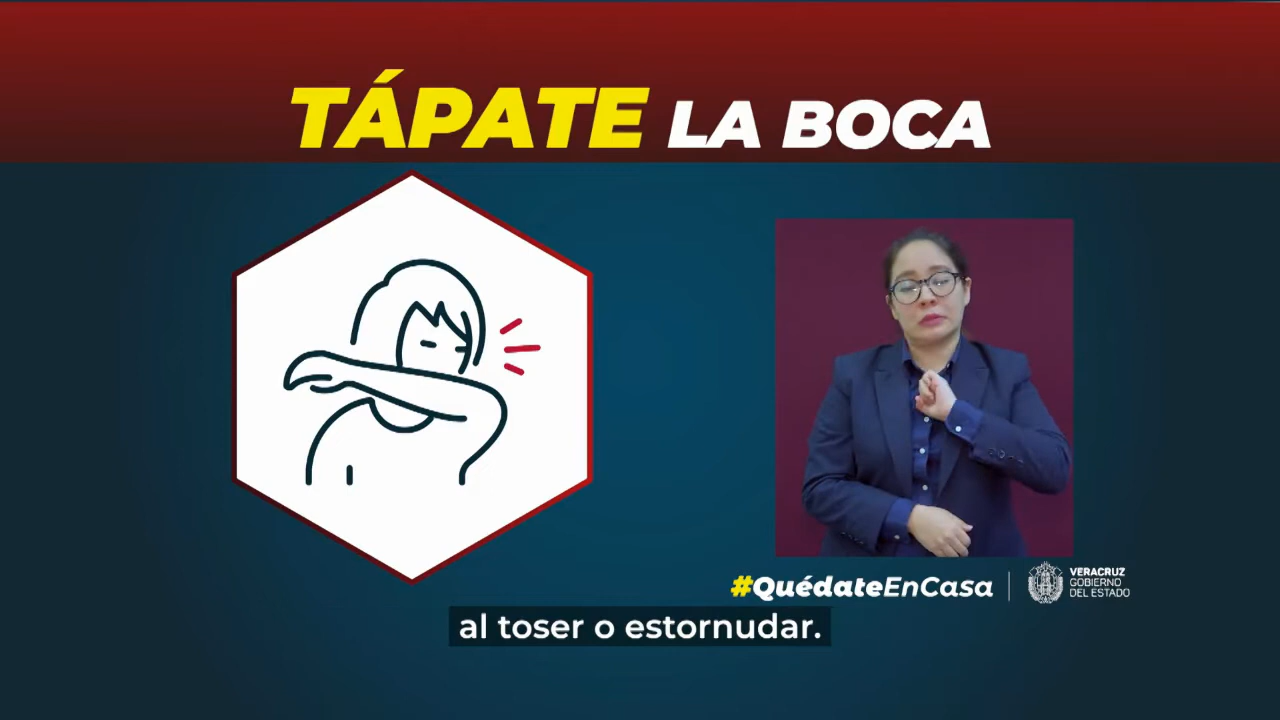 TÁPATE LA BOCA
#QuédateEnCasa
VERACRUZ
GOBIERNO
DEL ESTADO
al toser o estornudar.